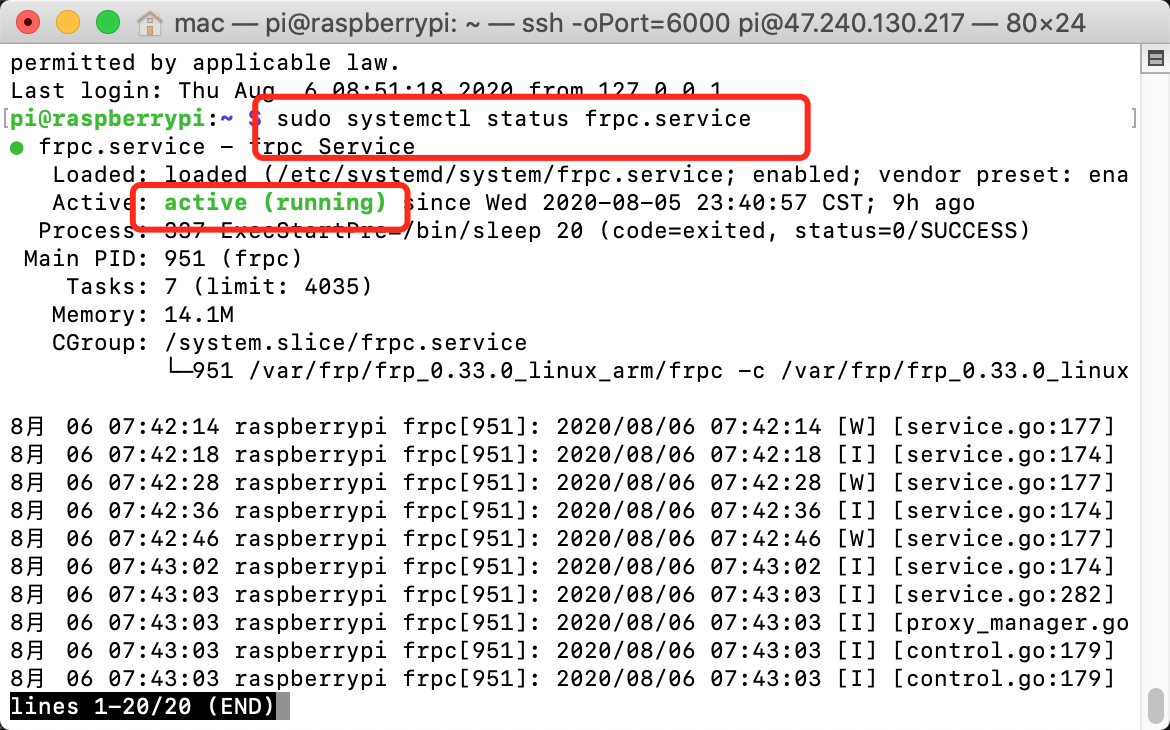 mac — pi@raspberrypi: ~ — ssh -oPort=6000 pi@47.240.130.217 — 80×24
permitted by applicable law.
Last login: Thu Aug  6 08:51:18 2020 from 127.0.0.1
[pi@raspberrypi:~ $ sudo systemctl status frpc.service ]
● frpc.service - frpc Service
Loaded: loaded (/etc/systemd/system/frpc.service; enabled; vendor preset: ena
Active: active (running) since Wed 2020-08-05 23:40:57 CST; 9h ago
Process: 337 ExecStartPre=/bin/sleep 20 (code=exited, status=0/SUCCESS)
Main PID: 951 (frpc)
Tasks: 7 (limit: 4035)
Memory: 14.1M
CGroup: /system.slice/frpc.service
└─951 /var/frp/frp_0.33.0_linux_arm/frpc -c /var/frp/frp_0.33.0_linux
8月 06 07:42:14 raspberrypi frpc[951]: 2020/08/06 07:42:14 [W] [service.go:177]
8月 06 07:42:18 raspberrypi frpc[951]: 2020/08/06 07:42:18 [I] [service.go:174]
8月 06 07:42:28 raspberrypi frpc[951]: 2020/08/06 07:42:28 [W] [service.go:177]
8月 06 07:42:36 raspberrypi frpc[951]: 2020/08/06 07:42:36 [I] [service.go:174]
8月 06 07:42:46 raspberrypi frpc[951]: 2020/08/06 07:42:46 [W] [service.go:177]
8月 06 07:43:02 raspberrypi frpc[951]: 2020/08/06 07:43:02 [I] [service.go:174]
8月 06 07:43:03 raspberrypi frpc[951]: 2020/08/06 07:43:03 [I] [service.go:282]
8月 06 07:43:03 raspberrypi frpc[951]: 2020/08/06 07:43:03 [I] [proxy_manager.go
8月 06 07:43:03 raspberrypi frpc[951]: 2020/08/06 07:43:03 [I] [control.go:179]
8月 06 07:43:03 raspberrypi frpc[951]: 2020/08/06 07:43:03 [I] [control.go:179]
lines 1-20/20 (END)